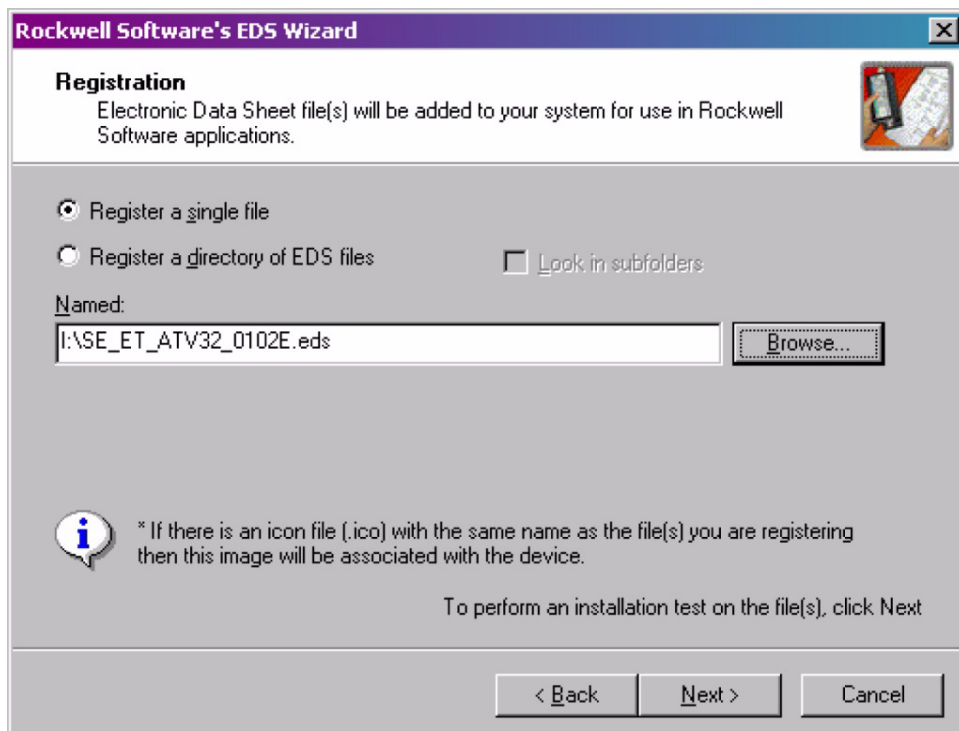 Rockwell Software's EDS Wizard
Registration
Electronic Data Sheet file(s) will be added to your system for use in Rockwell
Software applications.
Register a single file
Register a directory of EDS files
Look in subfolders
Named:
I:\SE_ET_ATV32_0102E.eds
Browse...
* If there is an icon file (.ico) with the same name as the file(s) you are registering
then this image will be associated with the device.
To perform an installation test on the file(s), click Next
< Back
Next >
Cancel